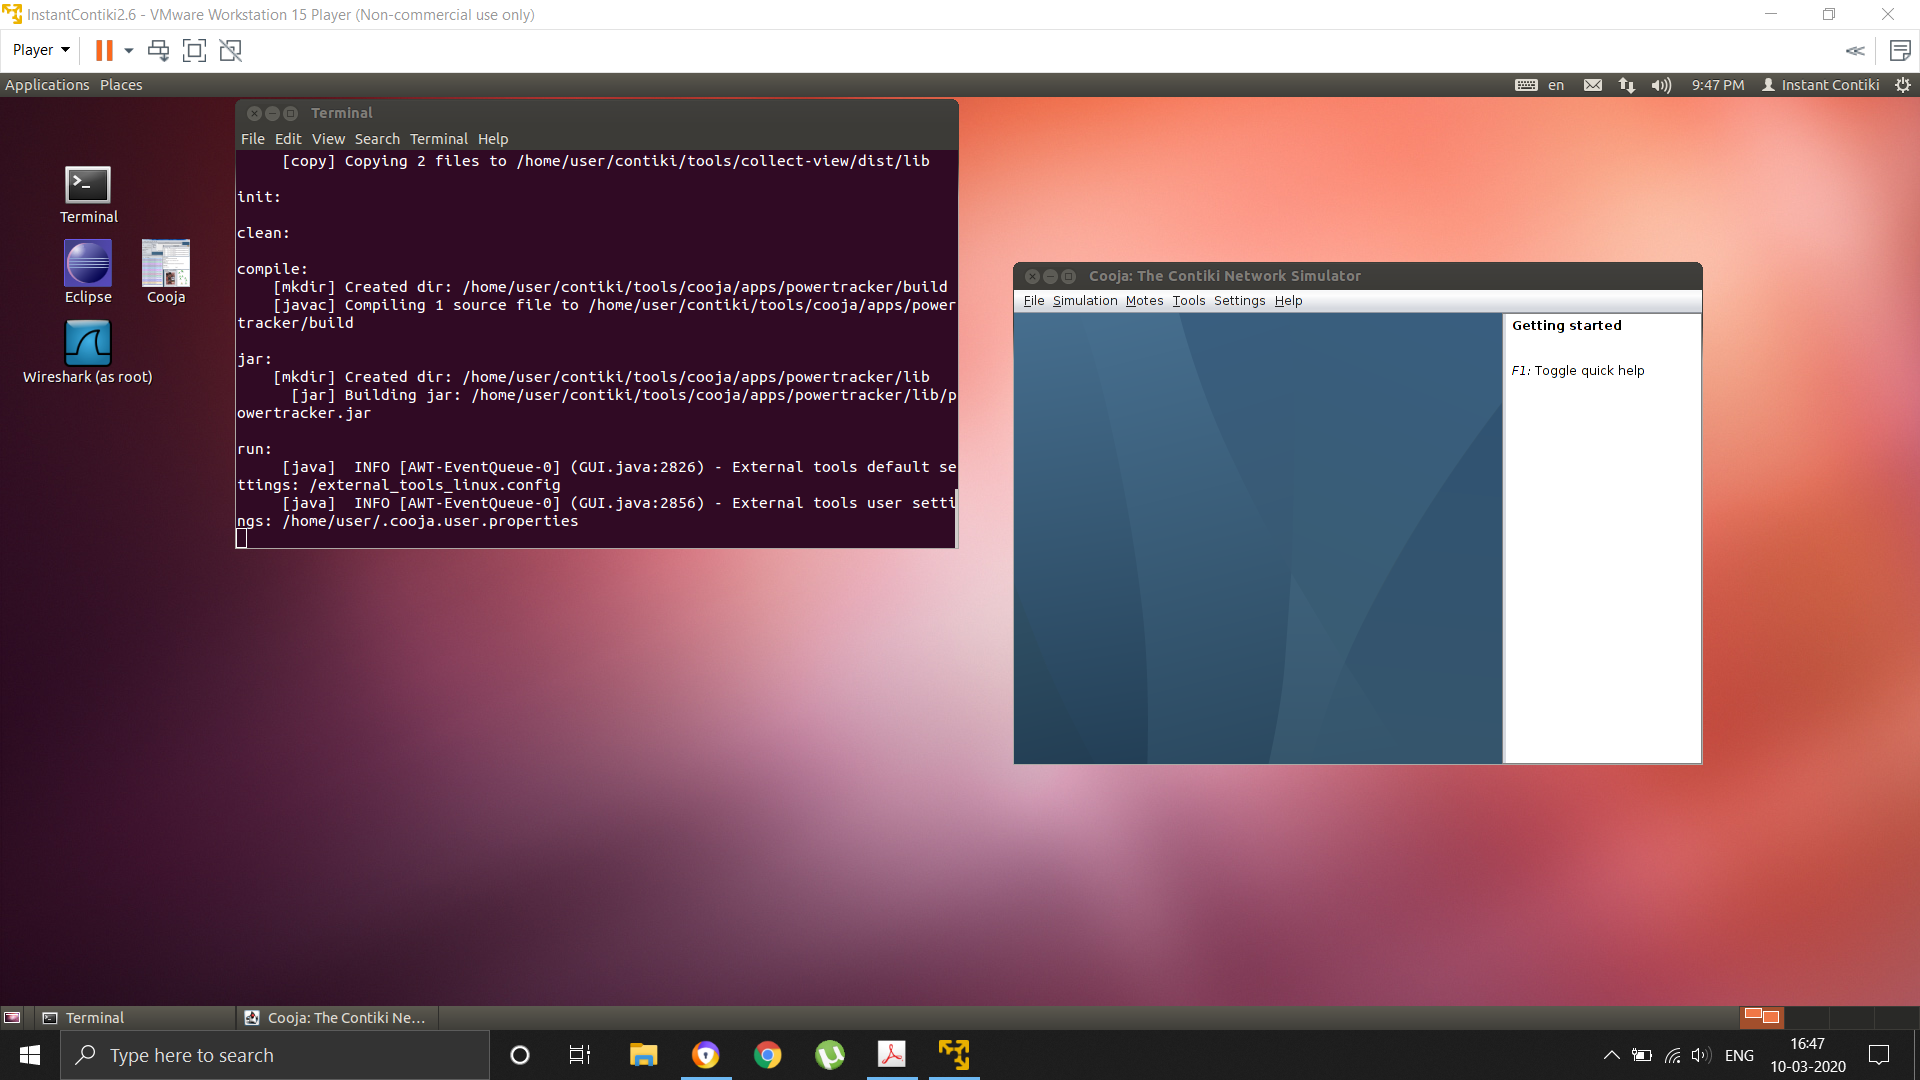 InstantContiki2.6 - VMware Workstation 15 Player (Non-commercial use only)
Player
Applications Places
en
9:47 PM
Instant Contiki
Terminal
Eclipse
Cooja
Wireshark (as root)
Terminal
File Edit View Search Terminal Help
[copy] Copying 2 files to /home/user/contiki/tools/collect-view/dist/lib
init:
clean:
compile:
[mkdir] Created dir: /home/user/contiki/tools/cooja/apps/powertracker/build
[javac] Compiling 1 source file to /home/user/contiki/tools/cooja/apps/power
tracker/build
jar:
[mkdir] Created dir: /home/user/contiki/tools/cooja/apps/powertracker/lib
[jar] Building jar: /home/user/contiki/tools/cooja/apps/powertracker/lib/p
owertracker.jar
run:
[java]  INFO [AWT-EventQueue-0] (GUI.java:2826) - External tools default se
ttings: /external_tools_linux.config
[java]  INFO [AWT-EventQueue-0] (GUI.java:2856) - External tools user setti
ngs: /home/user/.cooja.user.properties
Cooja: The Contiki Network Simulator
File Simulation Motes Tools Settings Help
Getting started
F1: Toggle quick help
Terminal
Cooja: The Contiki Ne...
Type here to search
ENG
16:47
10-03-2020